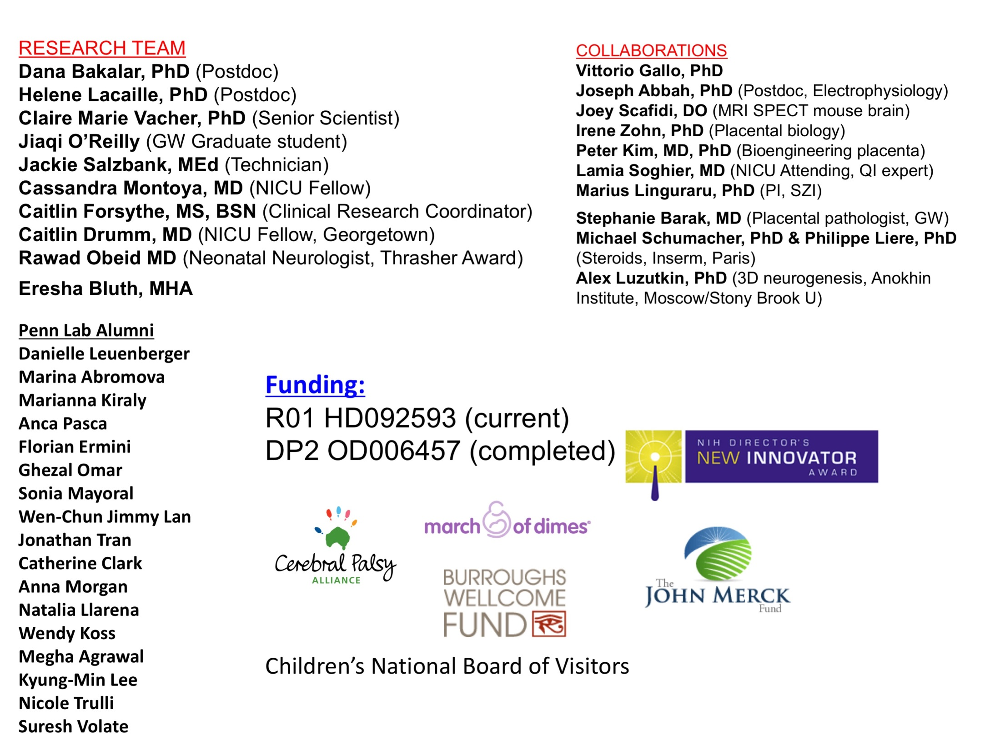 RESEARCH TEAM
Dana Bakalar, PhD (Postdoc)
Helene Lacaille, PhD (Postdoc)
Claire Marie Vacher, PhD (Senior Scientist)
Jiaqi O’Reilly (GW Graduate student)
Jackie Salzbank, MEd (Technician)
Cassandra Montoya, MD (NICU Fellow)
Caitlin Forsythe, MS, BSN (Clinical Research Coordinator)
Caitlin Drumm, MD (NICU Fellow, Georgetown)
Rawad Obeid MD (Neonatal Neurologist, Thrasher Award)
Eresha Bluth, MHA
COLLABORATIONS
Vittorio Gallo, PhD
Joseph Abbah, PhD (Postdoc, Electrophysiology)
Joey Scafidi, DO (MRI SPECT mouse brain)
Irene Zohn, PhD (Placental biology)
Peter Kim, MD, PhD (Bioengineering placenta)
Lamia Soghier, MD (NICU Attending, QI expert)
Marius Linguraru, PhD (PI, SZI)
Stephanie Barak, MD (Placental pathologist, GW)
Michael Schumacher, PhD & Philippe Liere, PhD
(Steroids, Inserm, Paris)
Alex Luzutkin, PhD (3D neurogenesis, Anokhin
Institute, Moscow/Stony Brook U)
Penn Lab Alumni
Danielle Leuenberger
Marina Abromova
Marianna Kiraly
Anca Pasca
Florian Ermini
Ghezal Omar
Sonia Mayoral
Wen-Chun Jimmy Lan
Jonathan Tran
Catherine Clark
Anna Morgan
Natalia Llarena
Wendy Koss
Megha Agrawal
Kyung-Min Lee
Nicole Trulli
Suresh Volate
Funding:
R01 HD092593 (current)
DP2 OD006457 (completed)
NIH DIRECTOR'S
NEW INNOVATOR
AWARD
march of dimes®
Cerebral Palsy
ALLIANCE
BURROUGHS
WELLCOME
FUND
The
JOHN MERCK
Fund
Children’s National Board of Visitors